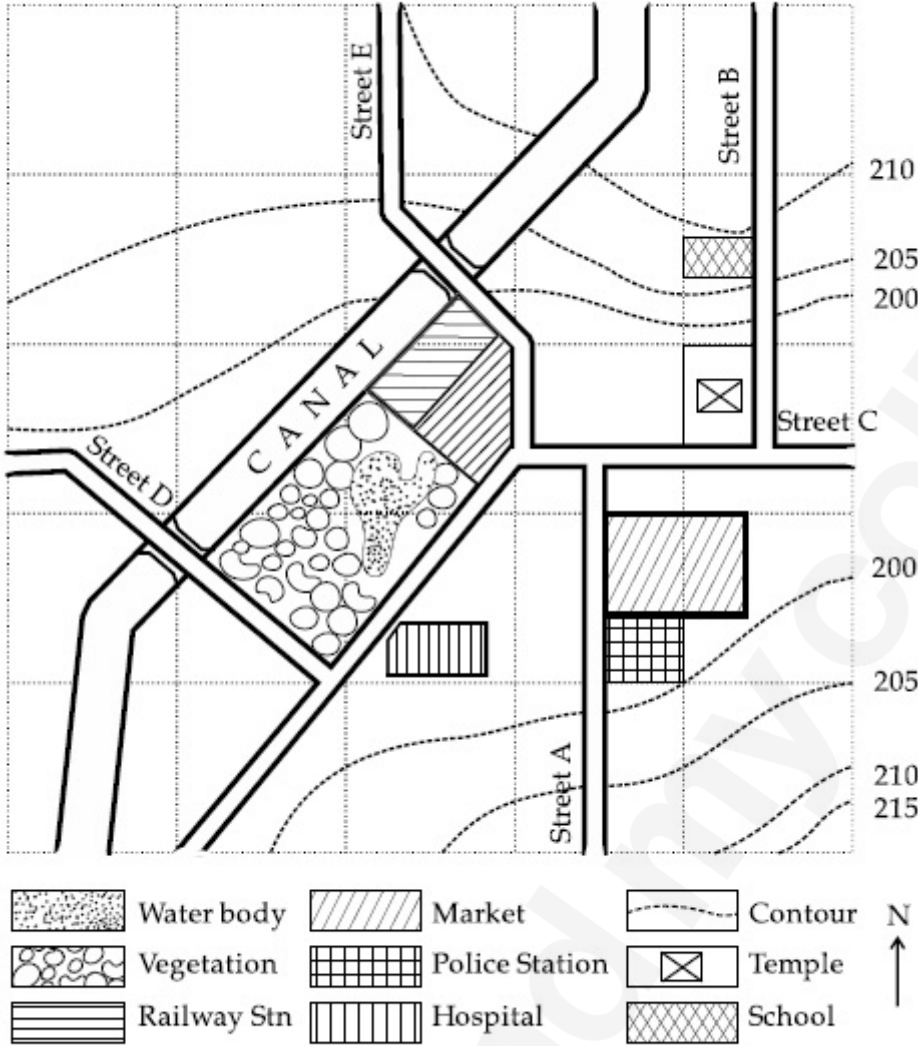 Street E
Street B
210
205
200
CANAL
Street C
Street D
200
205
210
215
Street A
Water body
Market
Contour
N
Vegetation
Police Station
Temple
Railway Stn
Hospital
School